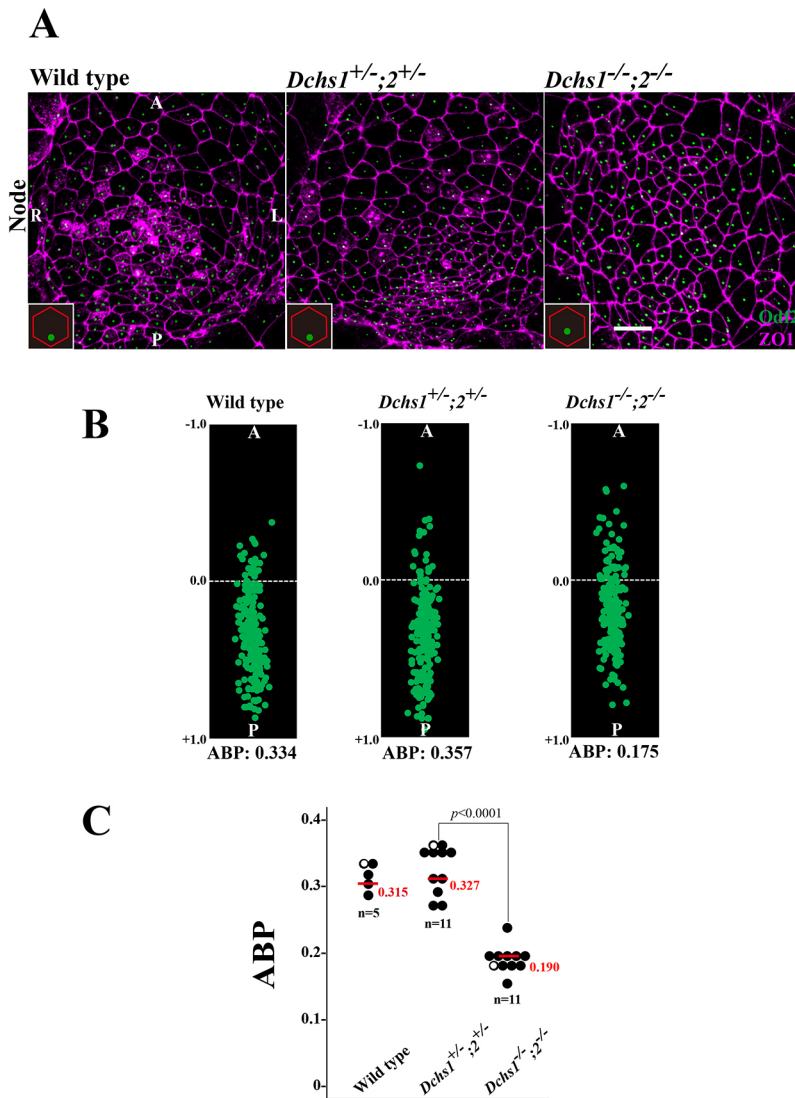 A
Wild type Dchs1+/-;2+/- Dchs1-/-;2-/-
A
Node
R L
P
Odf2
ZO1
B
Wild type Dchs1+/-;2+/- Dchs1-/-;2-/-
-1.0 A -1.0 A -1.0 A
0.0 0.0 0.0
+1.0 P +1.0 P +1.0 P
ABP: 0.334 ABP: 0.357 ABP: 0.175
C
0.4
p<0.0001
0.3
0.315 0.327
n=5 n=11
0.2
0.190
n=11
0.1
0
ABP
Wild type Dchs1+/-;2+/- Dchs1-/-;2-/-